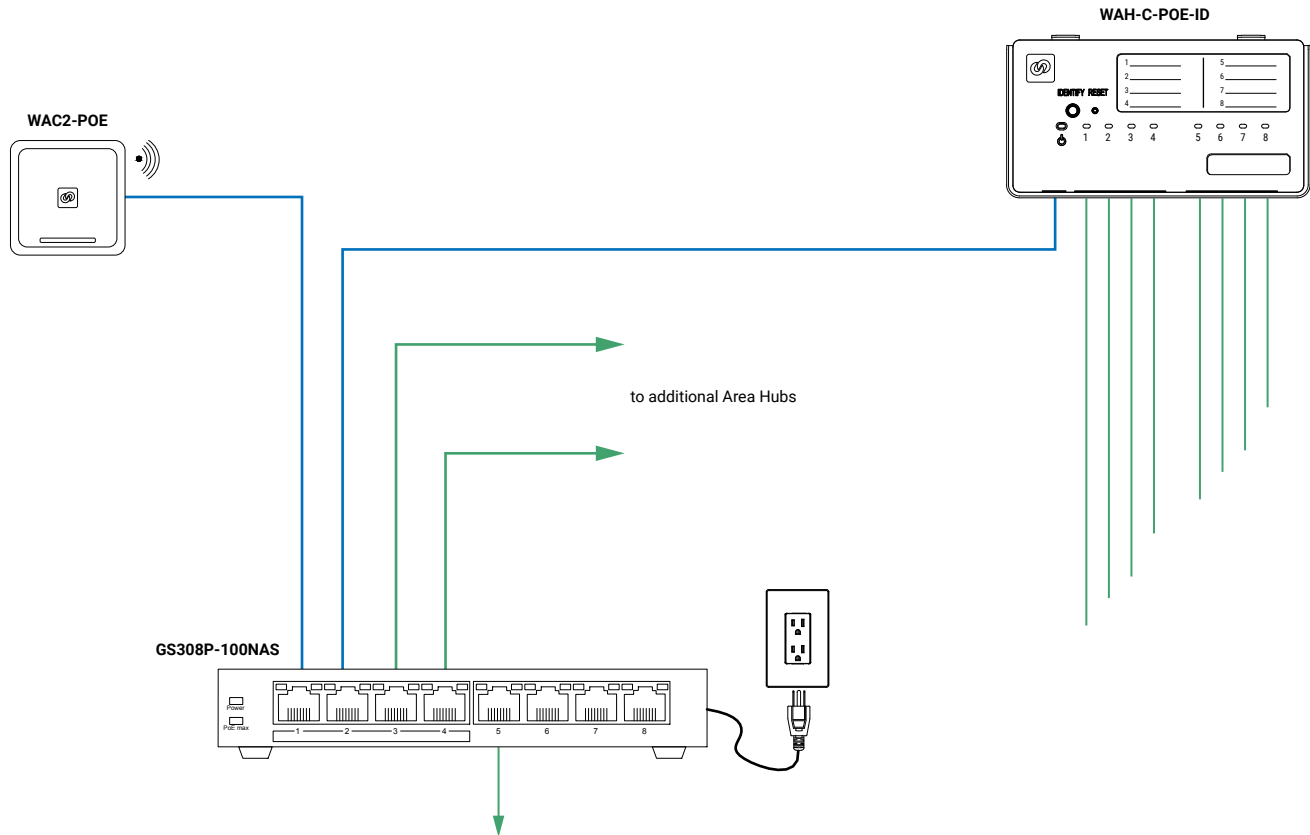 WAH-C-POE-ID
1 5
2 6
3 7
4 8
IDENTIFY RESET
1 2 3 4 5 6 7 8
WAC2-POE
to additional Area Hubs
GS308P-100NAS
Power
PoE max
1 2 3 4 5 6 7 8